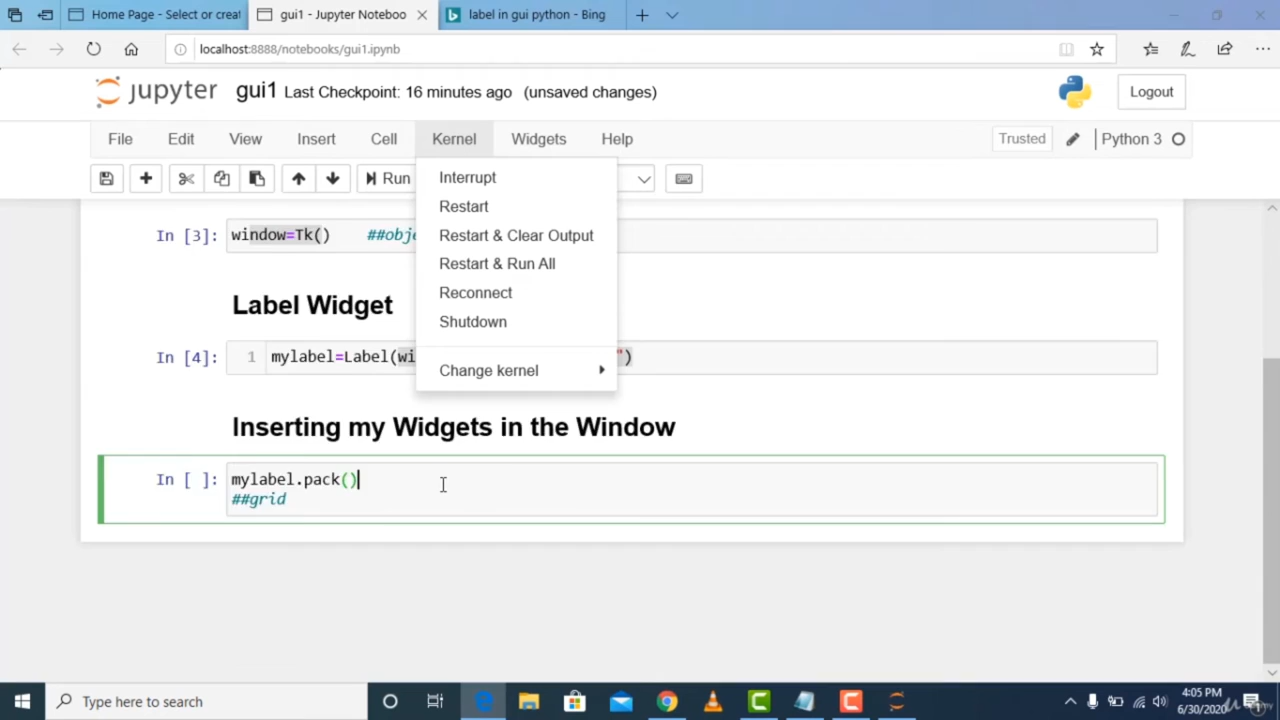 Home Page - Select or creat
gui1 - Jupyter Noteboo
label in gui python - Bing
localhost:8888/notebooks/gui1.ipynb
jupyter gui1 Last Checkpoint: 16 minutes ago (unsaved changes)
Logout
File Edit View Insert Cell Kernel Widgets Help
Trusted
Python 3
Run
Interrupt
Restart
Restart & Clear Output
Restart & Run All
Reconnect
Shutdown
Change kernel
In [3]: window=Tk() ##obje
Label Widget
In [4]: 1 mylabel=Label(wi ")
Inserting my Widgets in the Window
In [ ]: mylabel.pack()
##grid
Type here to search
4:05 PM
6/30/2020